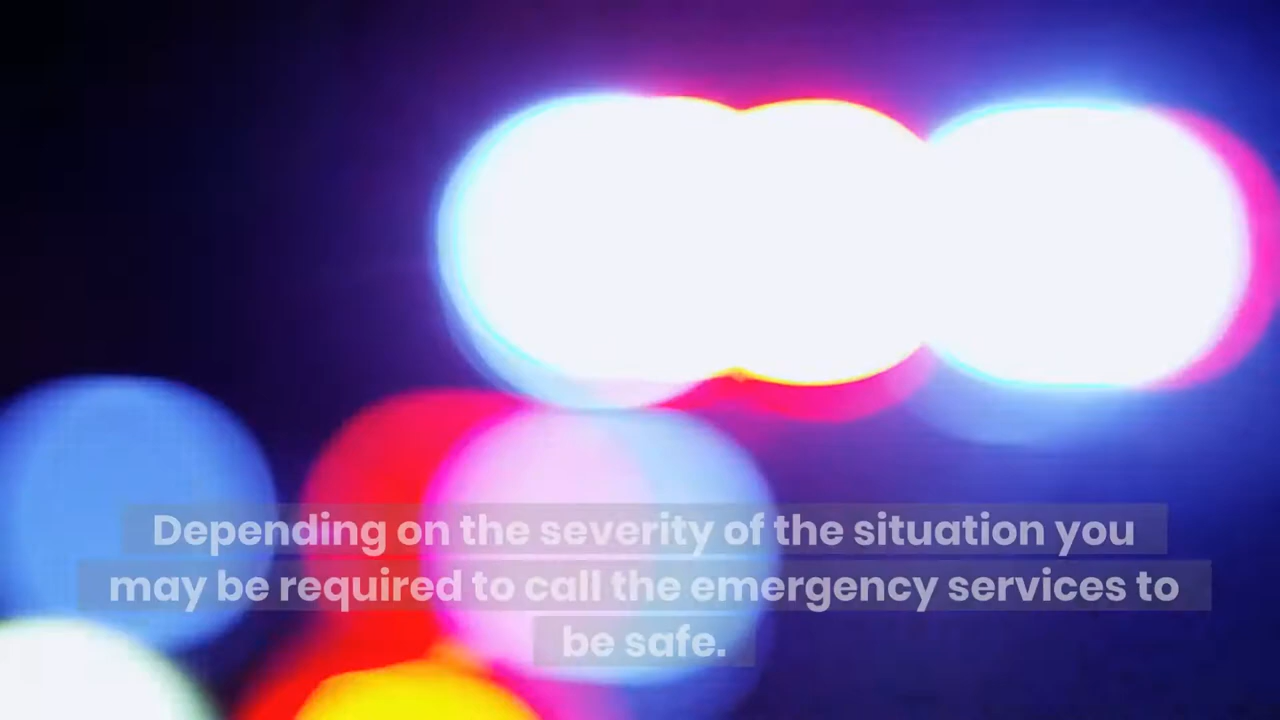 Depending on the severity of the situation you
may be required to call the emergency services to
be safe.